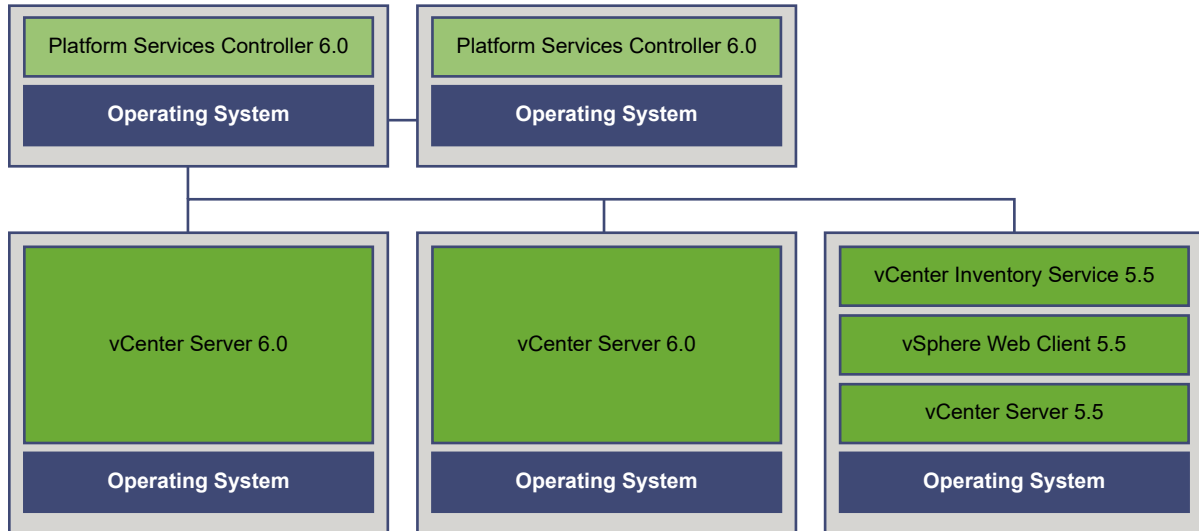 Platform Services Controller 6.0
Operating System
Platform Services Controller 6.0
Operating System
vCenter Server 6.0
Operating System
vCenter Server 6.0
Operating System
vCenter Inventory Service 5.5
vSphere Web Client 5.5
vCenter Server 5.5
Operating System